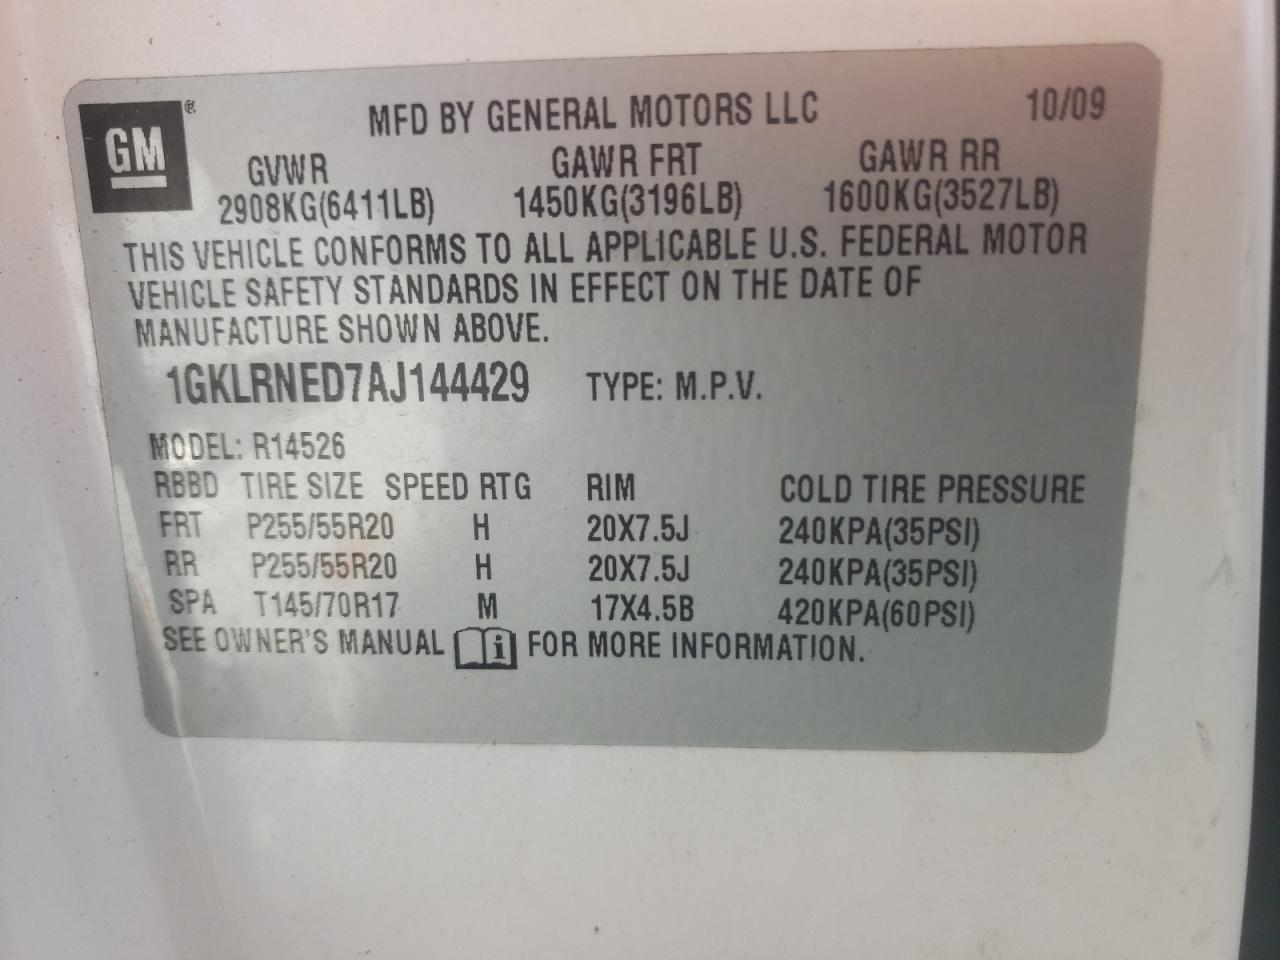 GM ® MFD BY GENERAL MOTORS LLC 10/09
GVWR GAWR FRT GAWR RR
2908KG(6411LB) 1450KG(3196LB) 1600KG(3527LB)
THIS VEHICLE CONFORMS TO ALL APPLICABLE U.S. FEDERAL MOTOR
VEHICLE SAFETY STANDARDS IN EFFECT ON THE DATE OF
MANUFACTURE SHOWN ABOVE.
1GKLRNED7AJ144429 TYPE: M.P.V.
MODEL: R14526
RBBD TIRE SIZE SPEED RTG RIM COLD TIRE PRESSURE
FRT P255/55R20 H 20X7.5J 240KPA(35PSI)
RR P255/55R20 H 20X7.5J 240KPA(35PSI)
SPA T145/70R17 M 17X4.5B 420KPA(60PSI)
SEE OWNER'S MANUAL i FOR MORE INFORMATION.